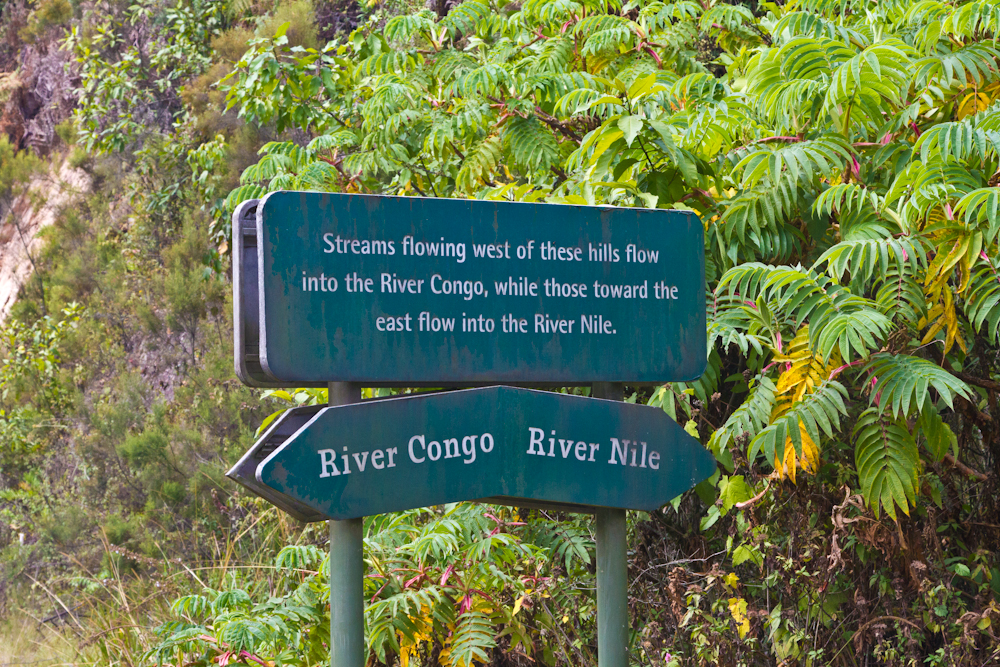 Streams flowing west of these hills flow
into the River Congo, while those toward the
east flow into the River Nile.
River Congo River Nile